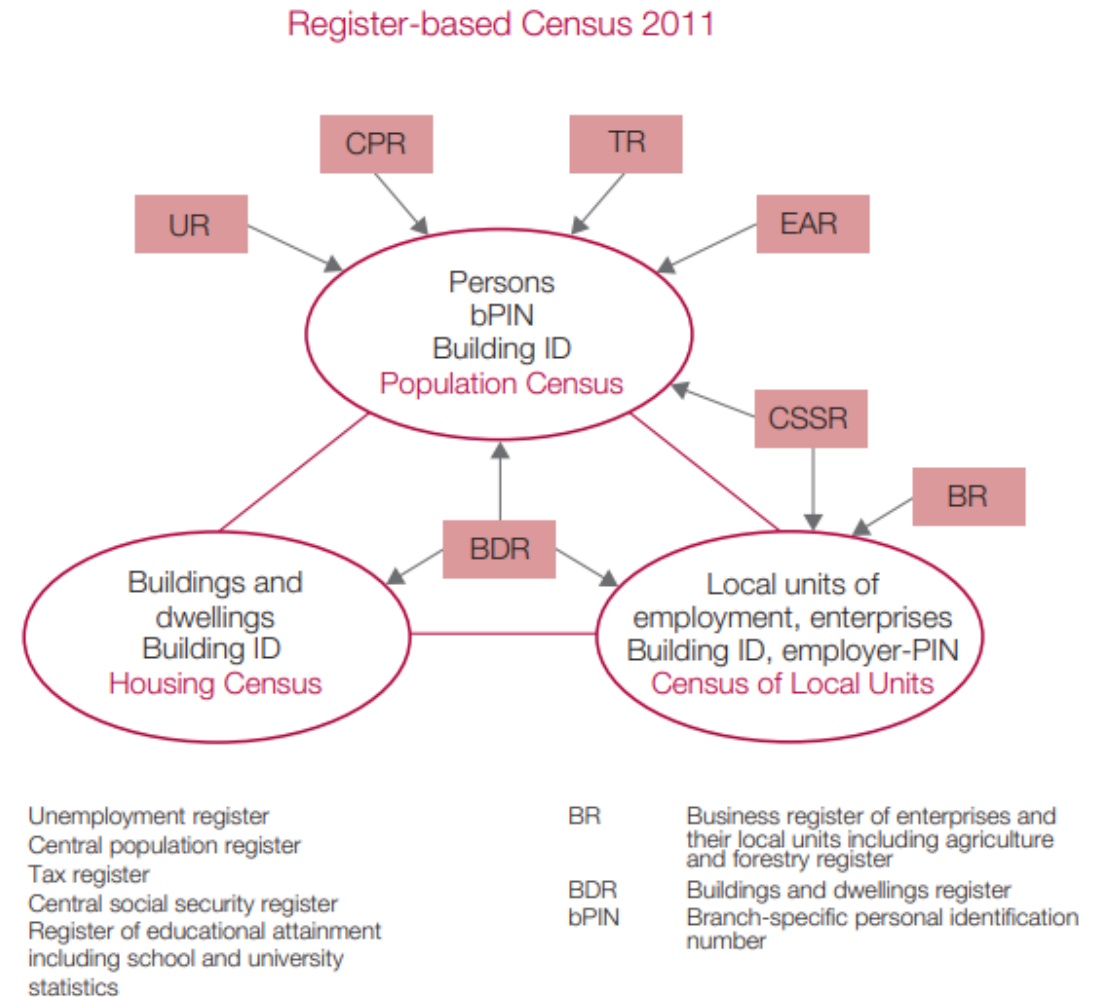 Register-based Census 2011
CPR
TR
UR
EAR
Persons
bPIN
Building ID
Population Census
CSSR
BR
BDR
Buildings and
dwellings
Building ID
Housing Census
Local units of
employment, enterprises
Building ID, employer-PIN
Census of Local Units
Unemployment register
Central population register
Tax register
Central social security register
Register of educational attainment
including school and university
statistics
BR Business register of enterprises and
their local units including agriculture
and forestry register
BDR Buildings and dwellings register
bPIN Branch-specific personal identification
number